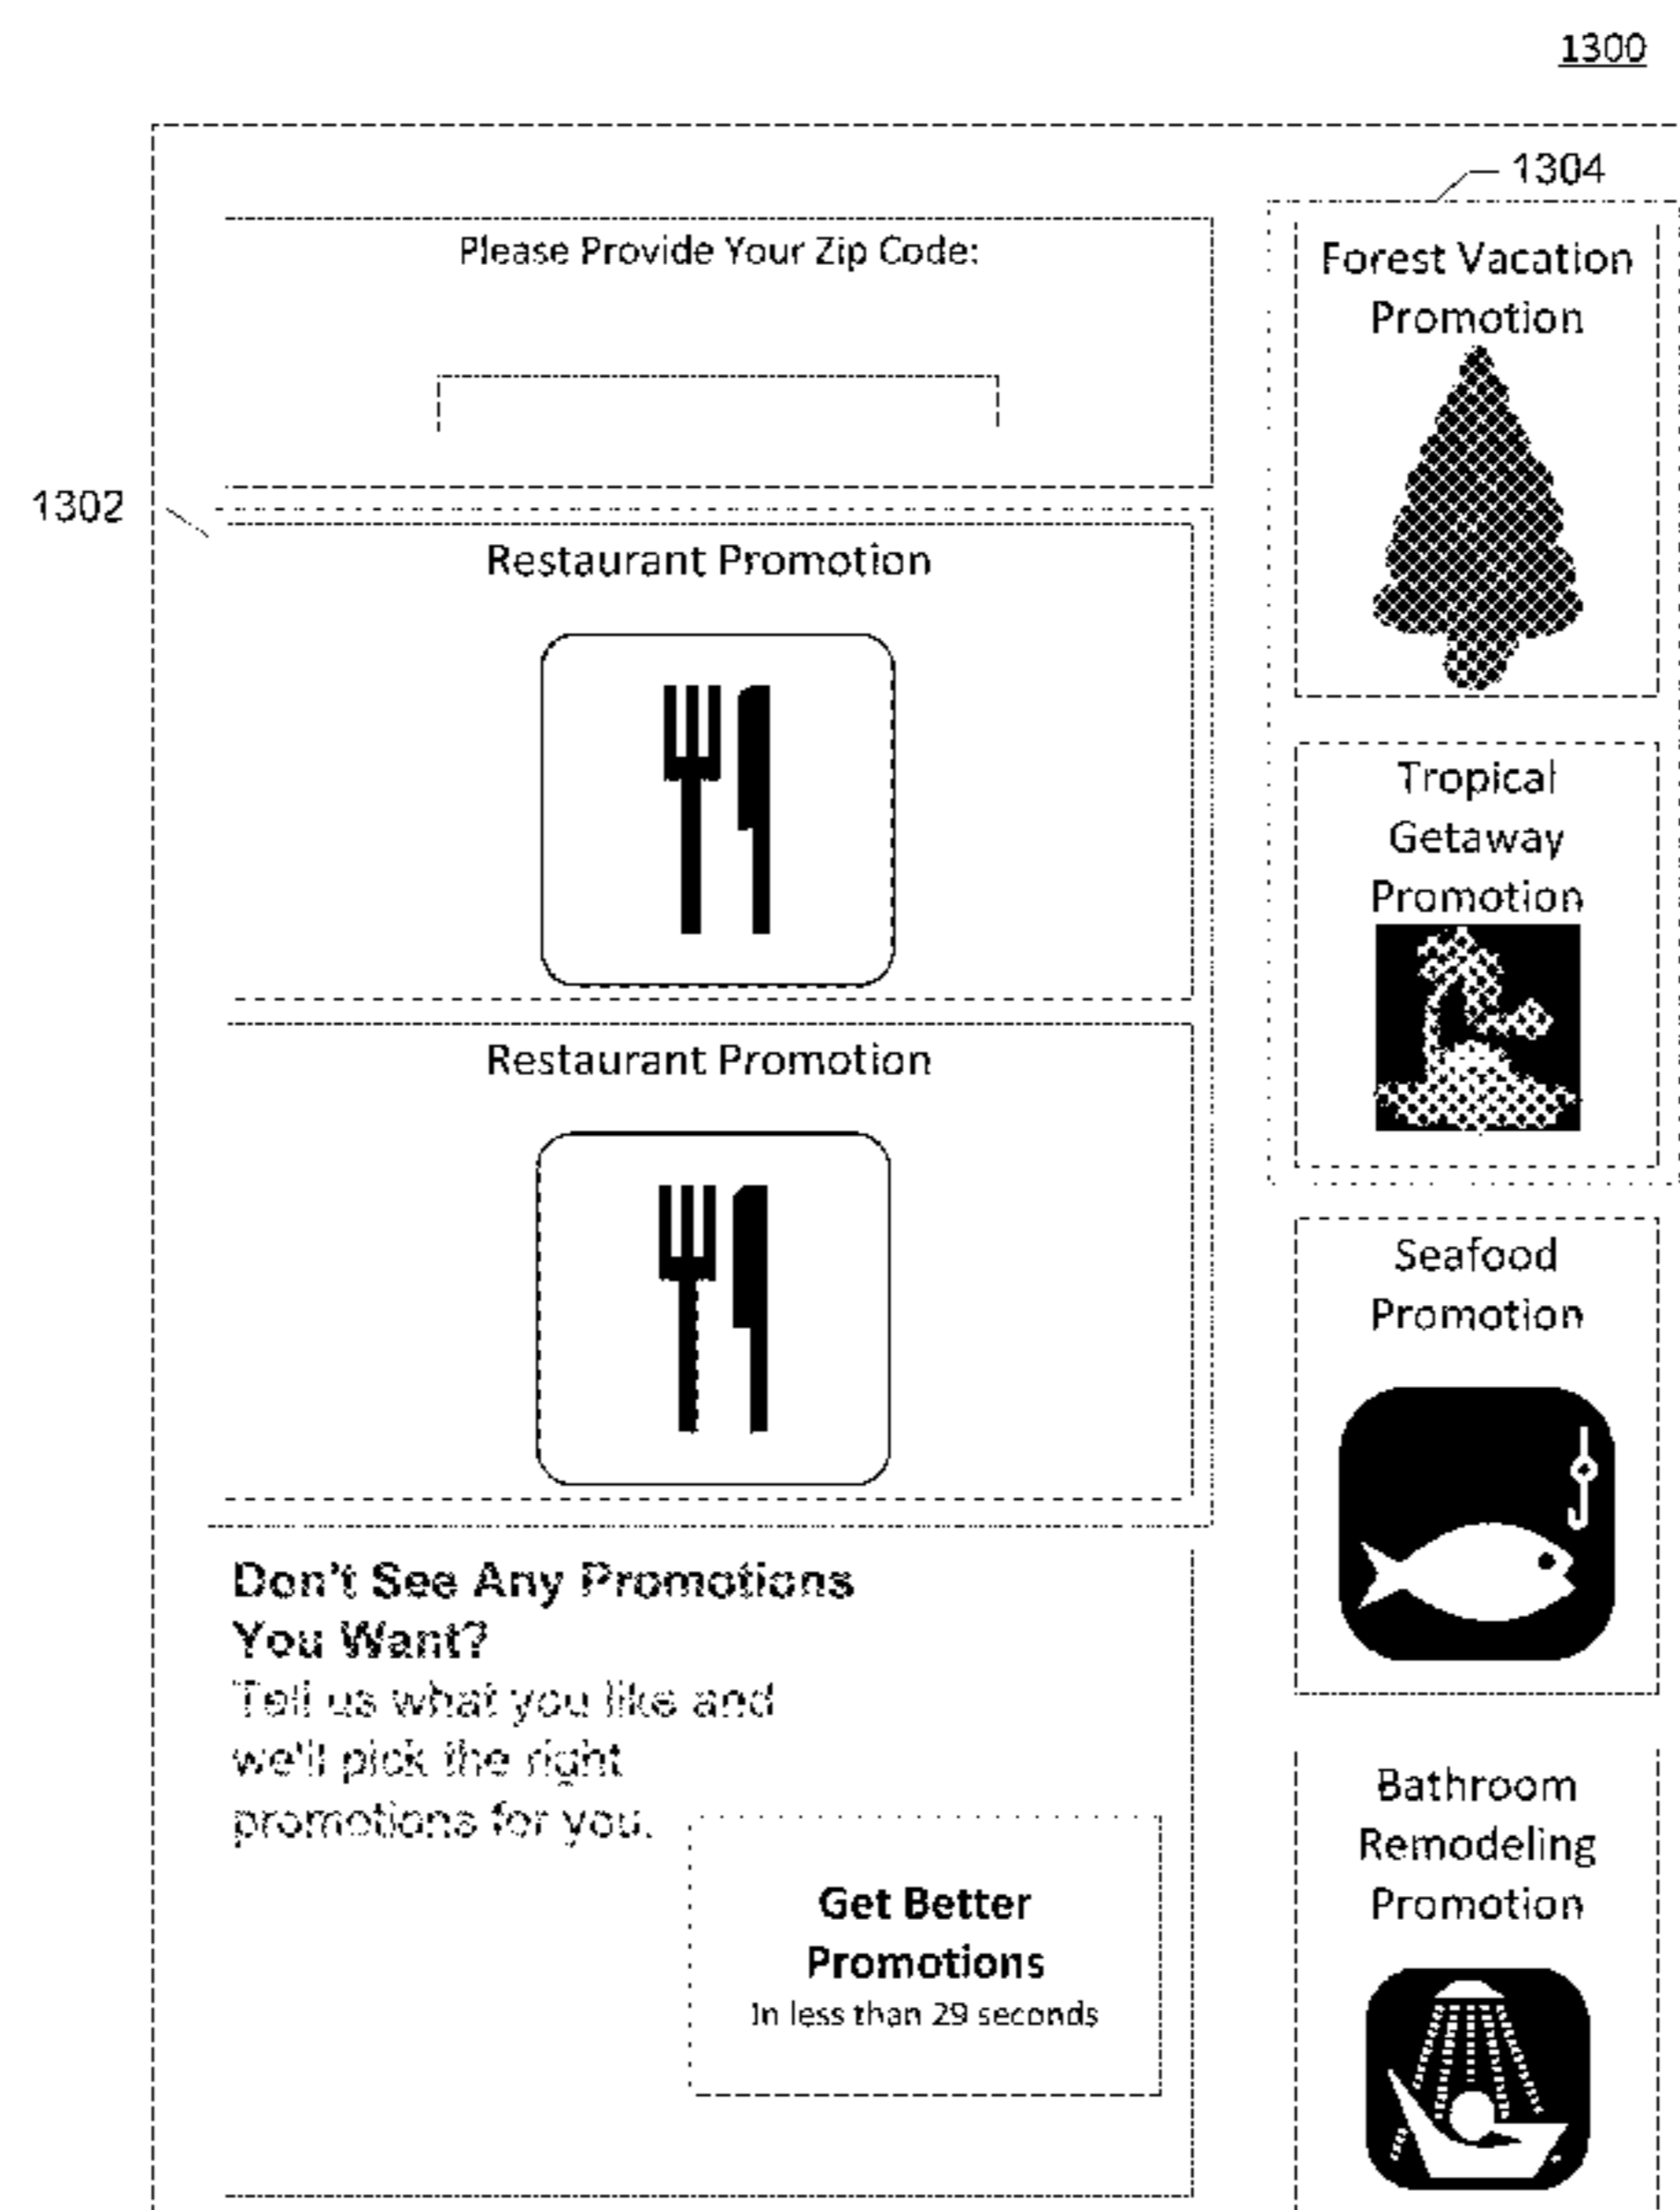 1300
1304
Please Provide Your Zip Code:
1302
Restaurant Promotion
Restaurant Promotion
Don't See Any Promotions
You Want?
Tell us what you like and
we'll pick the right
promotions for you.
Get Better
Promotions
In less than 29 seconds
Forest Vacation
Promotion
Tropical
Getaway
Promotion
Seafood
Promotion
Bathroom
Remodeling
Promotion